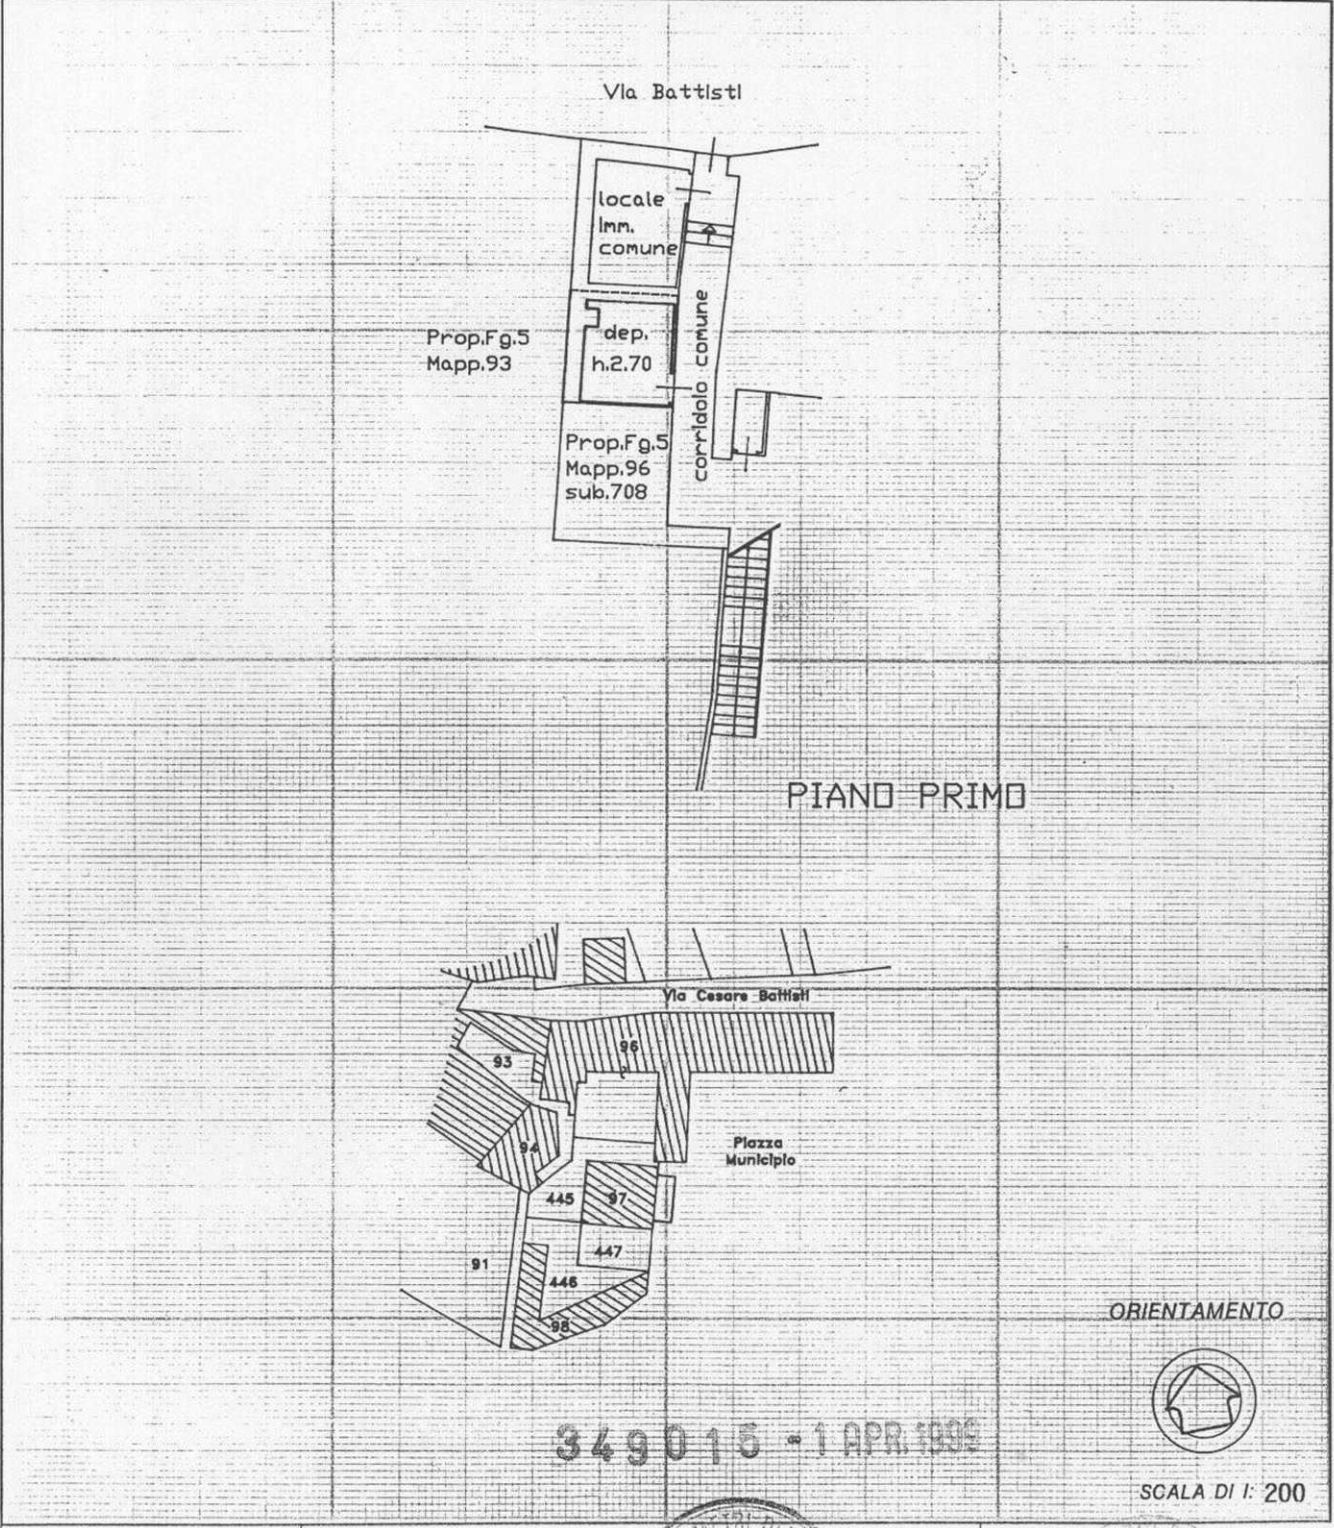 Via Battisti
locale
Imm.
comune
Prop.Fg.5
Mapp.93
dep.
h.2.70
corridoio comune
Prop.Fg.5
Mapp.96
sub.708
PIANO PRIMO
Via Cesare Battisti
96
93
94
Piazza
Municipio
445
97
447
91
446
98
ORIENTAMENTO
349015 -1 APR. 1999
SCALA DI I: 200